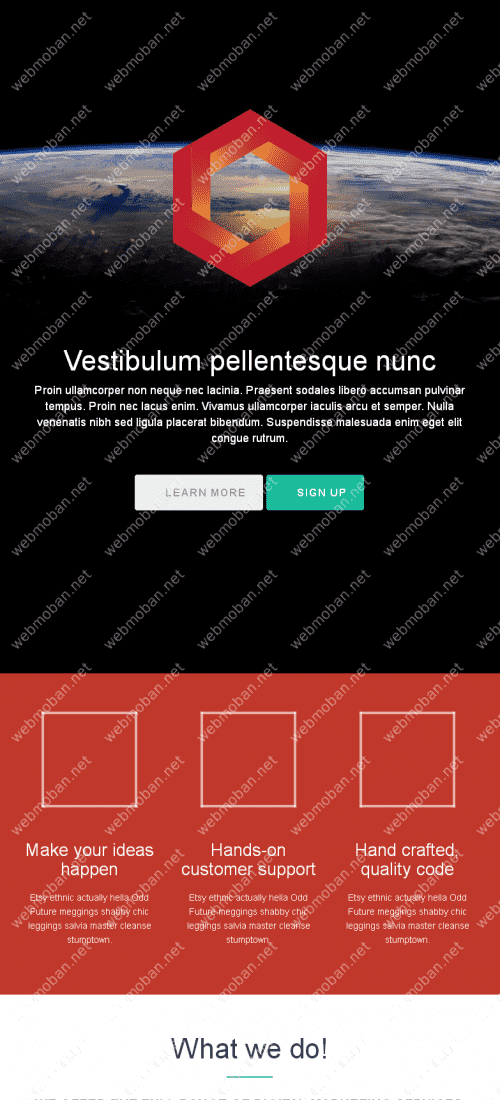 Vestibulum pellentesque nunc
Proin ullamcorper non neque nec lacinia. Praesent sodales libero accumsan pulvinar
tempus. Proin nec lacus enim. Vivamus ullamcorper iaculis arcu et semper. Nulla
venenatis nibh sed ligula placerat bibendum. Suspendisse malesuada enim eget elit
congue rutrum.
LEARN MORE
SIGN UP
Make your ideas
happen
Etsy ethnic actually hella Odd
Future meggings shabby chic
leggings salvia master cleanse
stumptown.
Hands-on
customer support
Etsy ethnic actually hella Odd
Future meggings shabby chic
leggings salvia master cleanse
stumptown.
Hand crafted
quality code
Etsy ethnic actually hella Odd
Future meggings shabby chic
leggings salvia master cleanse
stumptown.
What we do!
webmoban.net